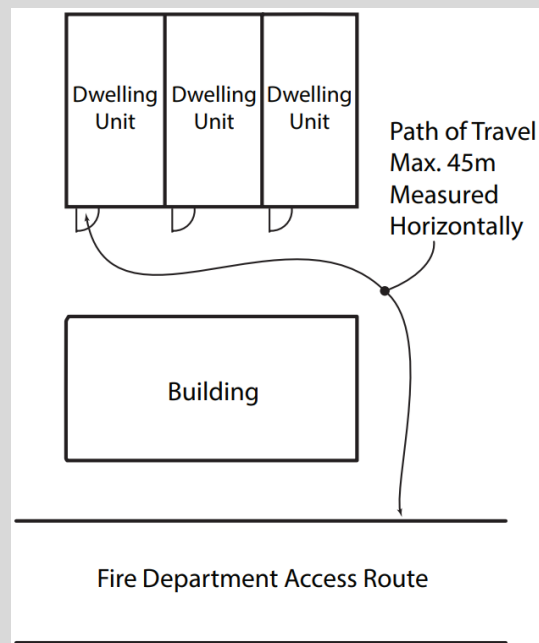 Dwelling
Unit
Dwelling
Unit
Dwelling
Unit
Path of Travel
Max. 45m
Measured
Horizontally
Building
Fire Department Access Route